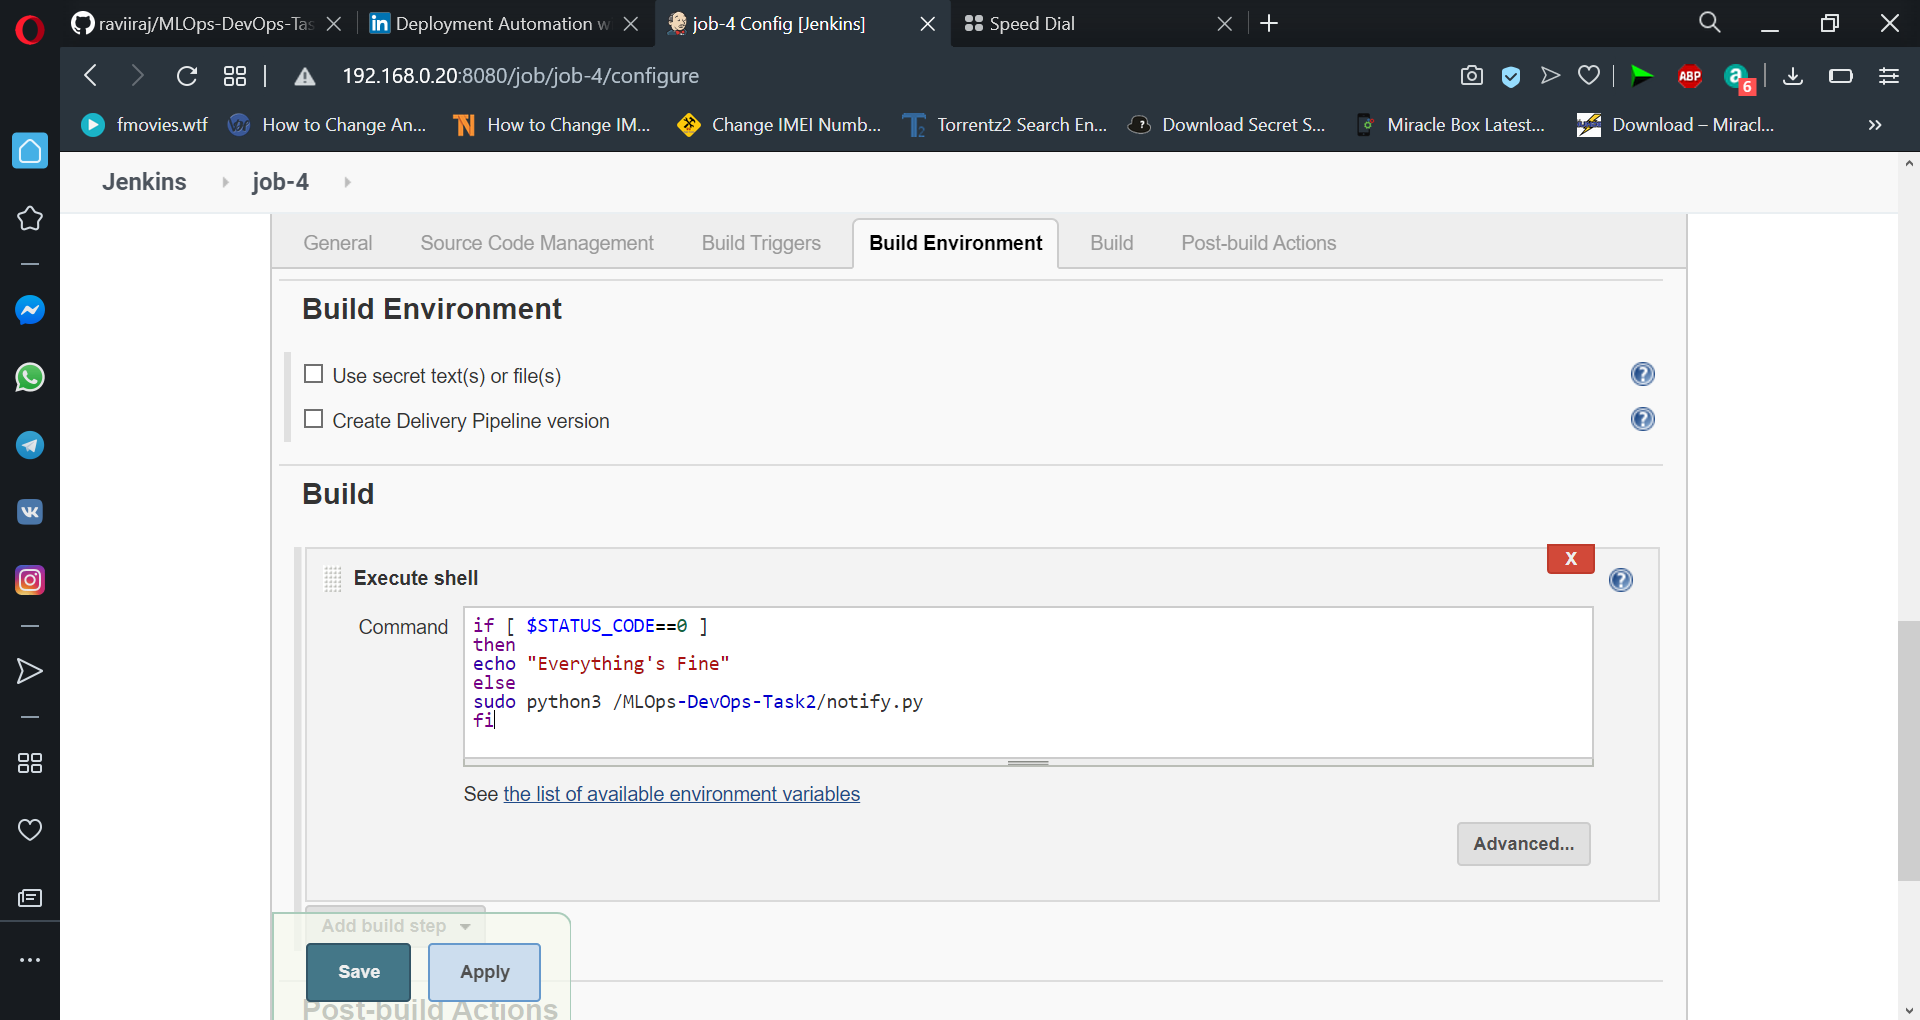 raviiraj/MLOps-DevOps-Tas
Deployment Automation w
job-4 Config [Jenkins]
Speed Dial
192.168.0.20:8080/job/job-4/configure
ABP
a
6
fmovies.wtf
How to Change An...
How to Change IM...
Change IMEI Numb...
Torrentz2 Search En...
Download Secret S...
Miracle Box Latest...
Download – Miracl...
»
Jenkins
job-4
General
Source Code Management
Build Triggers
Build Environment
Build
Post-build Actions
Build Environment
Use secret text(s) or file(s)
Create Delivery Pipeline version
Build
X
Execute shell
Command
if [ $STATUS_CODE==0 ]
then
echo "Everything's Fine"
else
sudo python3 /MLOps-DevOps-Task2/notify.py
fi
See the list of available environment variables
Advanced...
Add build step
Save
Apply
Post-build Actions